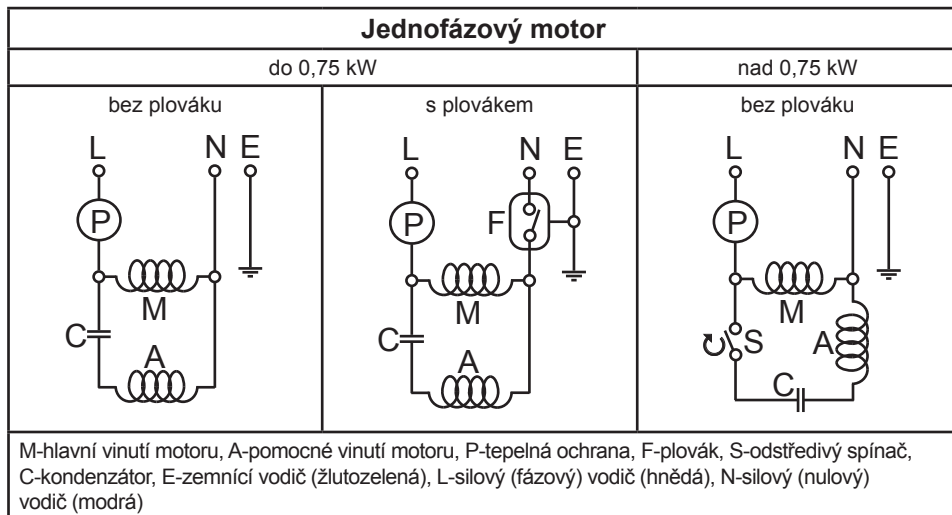 Jednofázový motor
do 0,75 kW
nad 0,75 kW
bez plováku
s plovákem
bez plováku
L N E
P
M
C
A
L N E
P
F
M
C
A
L N E
P
M
S
A
C
M-hlavní vinutí motoru, A-pomocné vinutí motoru, P-tepelná ochrana, F-plovák, S-odstředivý spínač,
C-kondenzátor, E-zemnící vodič (žlutozelená), L-silový (fázový) vodič (hnědá), N-silový (nulový)
vodič (modrá)